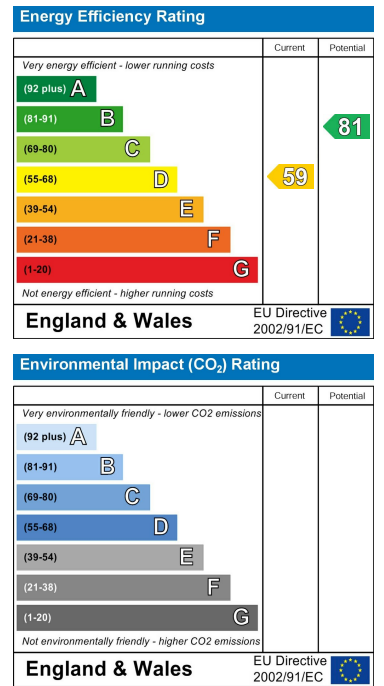 Energy Efficiency Rating
Current Potential
Very energy efficient - lower running costs
(92 plus) A
(81-91) B
81
(69-80) C
(55-68) D
59
(39-54) E
(21-38) F
(1-20) G
Not energy efficient - higher running costs
England & Wales
EU Directive
2002/91/EC
Environmental Impact (CO₂) Rating
Current Potential
Very environmentally friendly - lower CO2 emissions
(92 plus) A
(81-91) B
(69-80) C
(55-68) D
(39-54) E
(21-38) F
(1-20) G
Not environmentally friendly - higher CO2 emissions
England & Wales
EU Directive
2002/91/EC